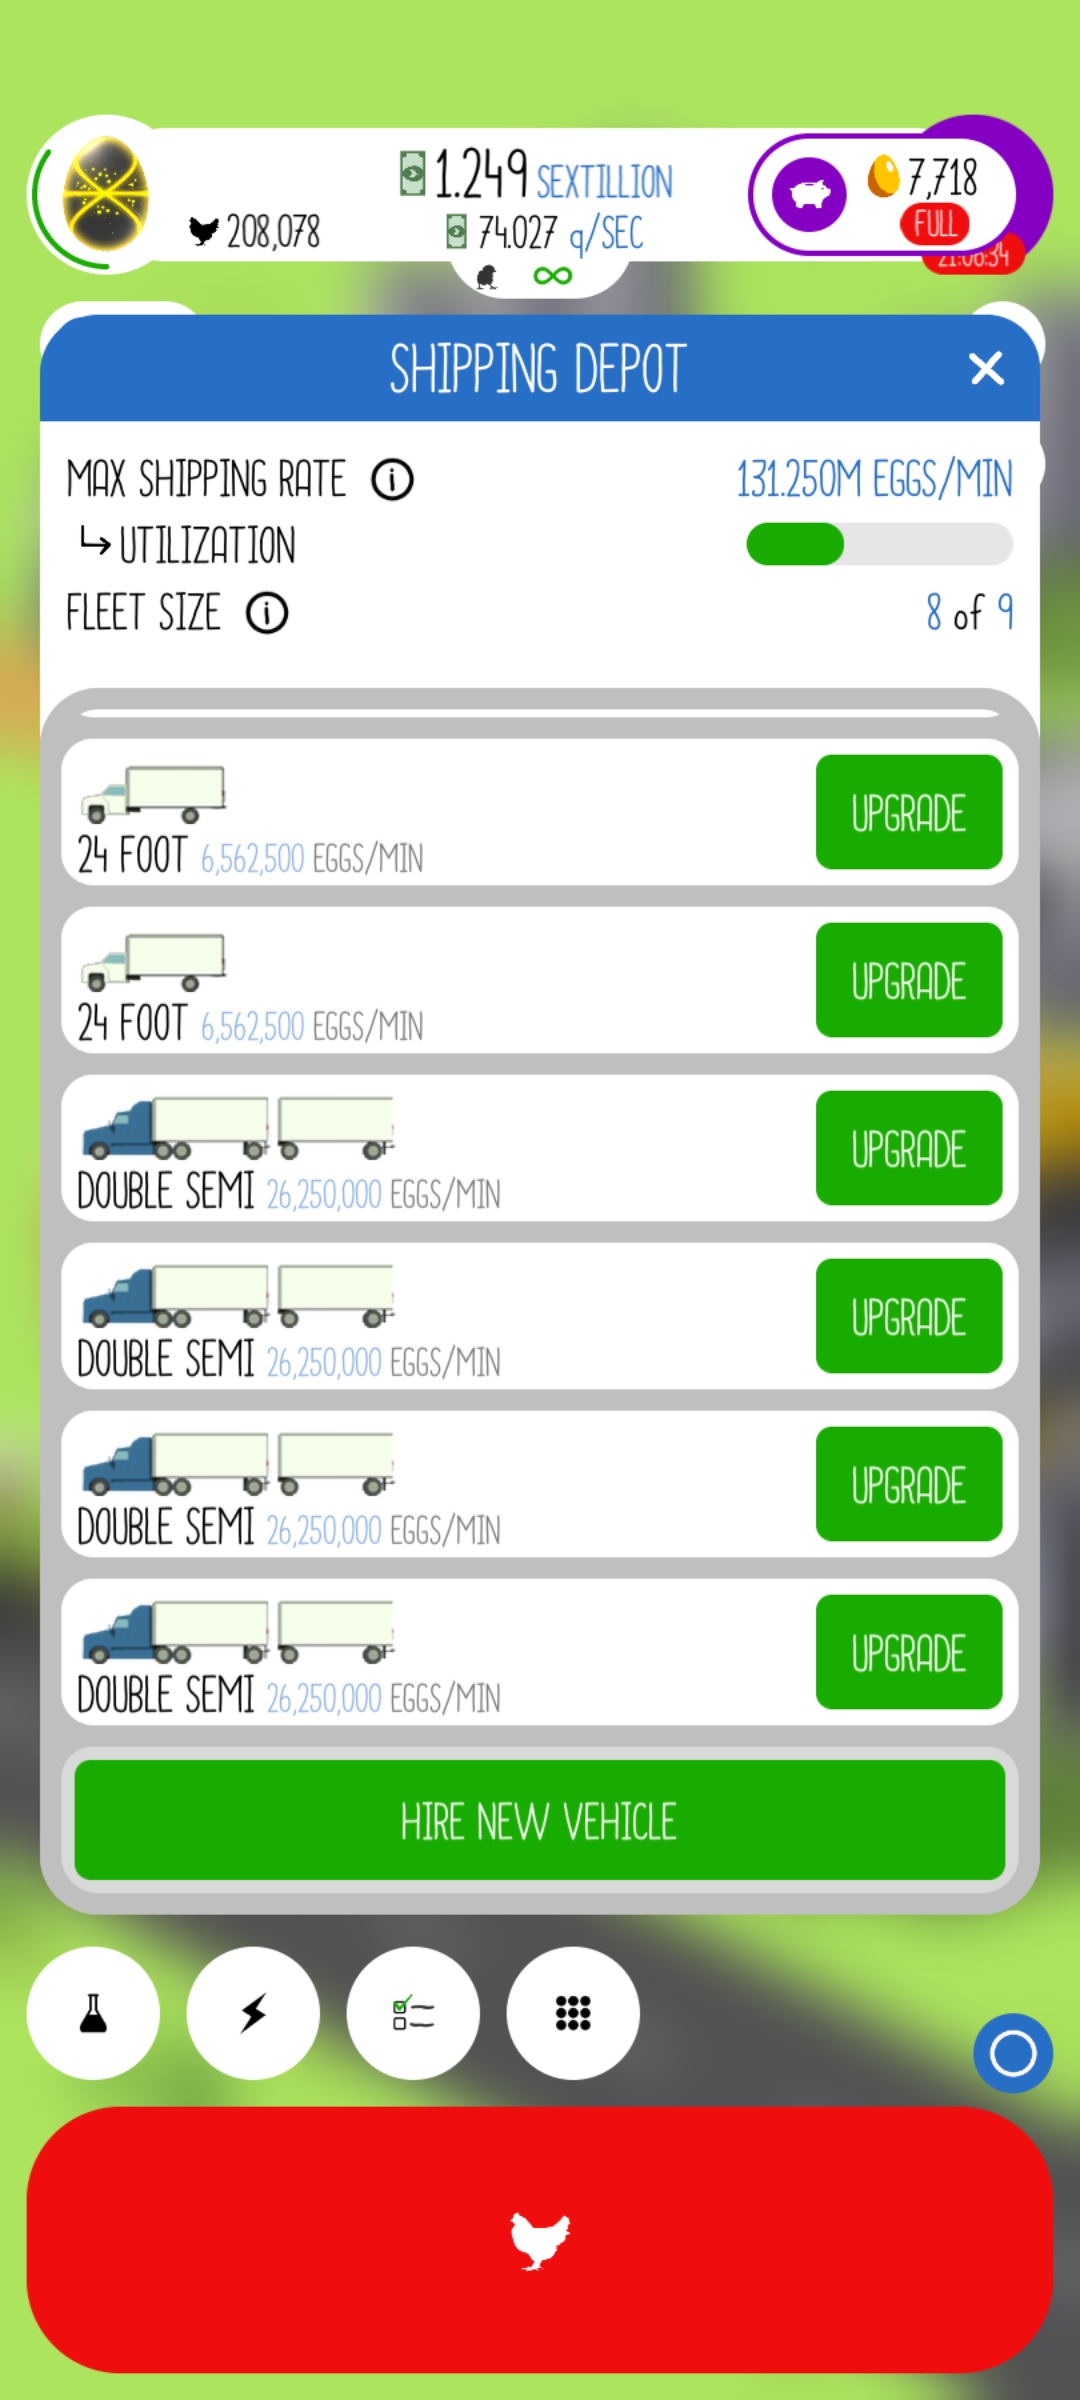 1.249 SEXTILLION
208,078
74.027 q/SEC
7,718
FULL
21:06:34
SHIPPING DEPOT
MAX SHIPPING RATE 131.250M EGGS/MIN
UTILIZATION
FLEET SIZE 8 of 9
24 FOOT 6,562,500 EGGS/MIN
UPGRADE
24 FOOT 6,562,500 EGGS/MIN
UPGRADE
DOUBLE SEMI 26,250,000 EGGS/MIN
UPGRADE
DOUBLE SEMI 26,250,000 EGGS/MIN
UPGRADE
DOUBLE SEMI 26,250,000 EGGS/MIN
UPGRADE
DOUBLE SEMI 26,250,000 EGGS/MIN
UPGRADE
HIRE NEW VEHICLE